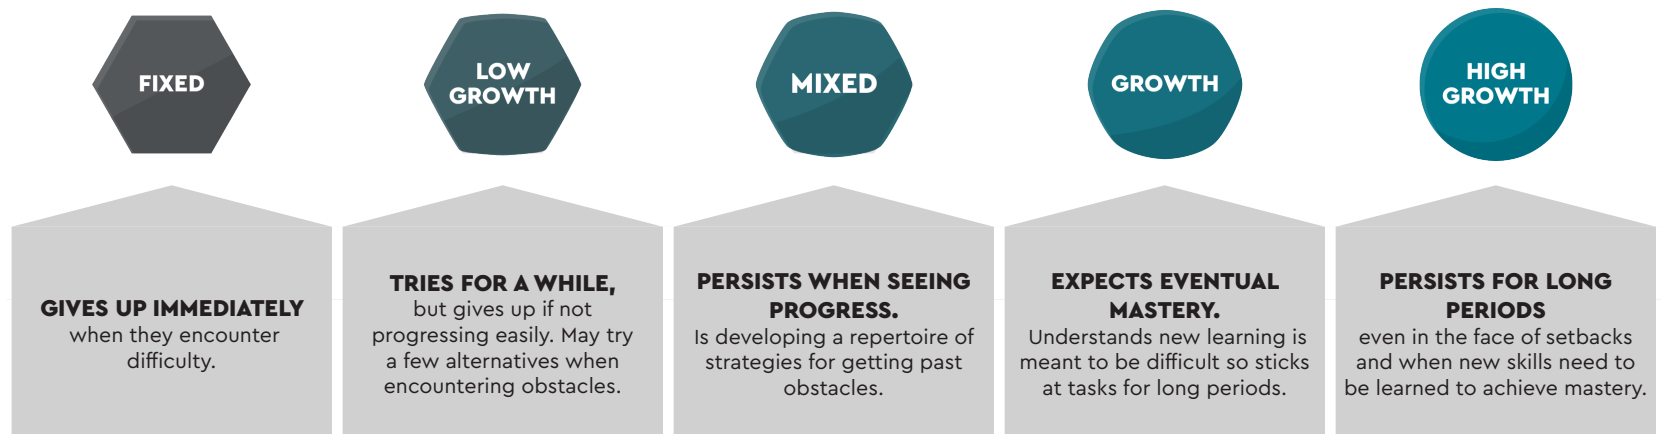 FIXED
LOW
GROWTH
MIXED
GROWTH
HIGH
GROWTH
GIVES UP IMMEDIATELY
when they encounter
difficulty.
TRIES FOR A WHILE,
but gives up if not
progressing easily. May try
a few alternatives when
encountering obstacles.
PERSISTS WHEN SEEING
PROGRESS.
Is developing a repertoire of
strategies for getting past
obstacles.
EXPECTS EVENTUAL
MASTERY.
Understands new learning is
meant to be difficult so sticks
at tasks for long periods.
PERSISTS FOR LONG
PERIODS
even in the face of setbacks
and when new skills need to
be learned to achieve mastery.